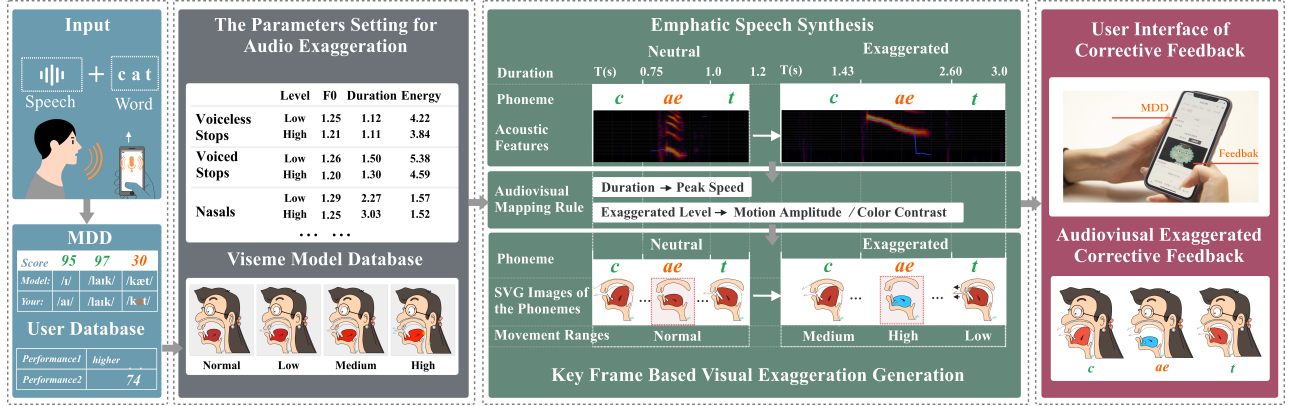 Input
+
c a t
Speech
Word
MDD
Score 95 97 30
Model: /ɪ/ /laɪk/ /kæt/
Your: /aɪ/ /laɪk/
User Database
Performance1 higher
Performance2 74
The Parameters Setting for
Audio Exaggeration
Level F0 Duration Energy
Voiceless Stops
Low 1.25 1.12 4.22
High 1.21 1.11 3.84
Voiced Stops
Low 1.26 1.50 5.38
High 1.20 1.30 4.59
Nasals
Low 1.29 2.27 1.57
High 1.25 3.03 1.52
... ...
Viseme Model Database
Normal Low Medium High
Emphatic Speech Synthesis
Neutral Exaggerated
Duration T(s) 0.75 1.0 1.2 T(s) 1.43 2.60 3.0
Phoneme c ae t c ae t
Acoustic
Features
Audiovisual
Mapping Rule
Duration → Peak Speed
Exaggerated Level → Motion Amplitude / Color Contrast
Neutral Exaggerated
Phoneme c ae t c ae t
SVG Images of
the Phonemes
... ... ... ...
Movement Ranges Normal Medium High Low
Key Frame Based Visual Exaggeration Generation
User Interface of
Corrective Feedback
MDD
Feedbak
Audioviusal Exaggerated
Corrective Feedback
c ae t